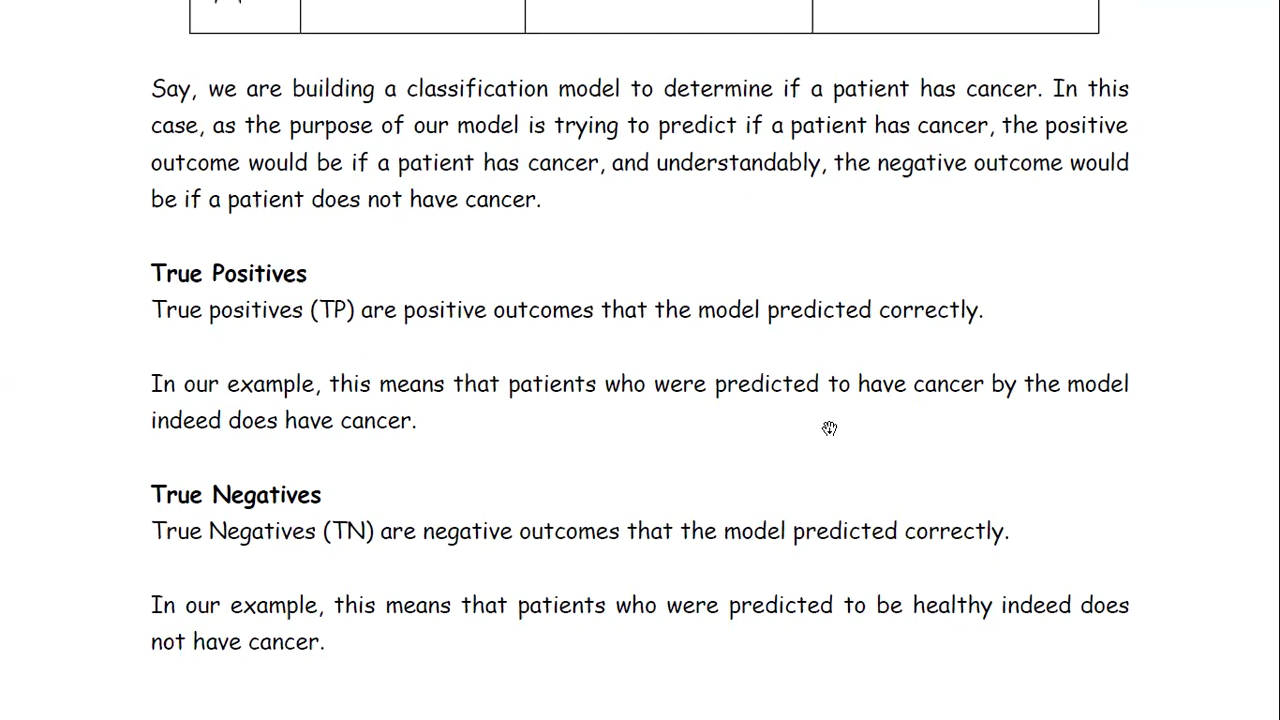 Say, we are building a classification model to determine if a patient has cancer. In this
case, as the purpose of our model is trying to predict if a patient has cancer, the positive
outcome would be if a patient has cancer, and understandably, the negative outcome would
be if a patient does not have cancer.
True Positives
True positives (TP) are positive outcomes that the model predicted correctly.
In our example, this means that patients who were predicted to have cancer by the model
indeed does have cancer.
True Negatives
True Negatives (TN) are negative outcomes that the model predicted correctly.
In our example, this means that patients who were predicted to be healthy indeed does
not have cancer.